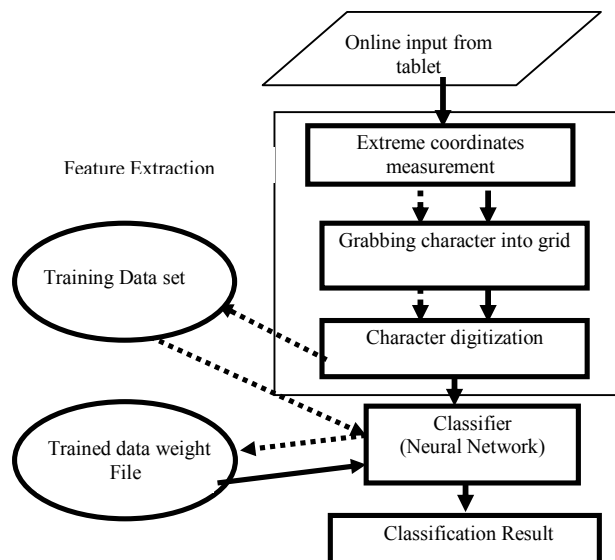 Online input from
tablet
Extreme coordinates
measurement
Feature Extraction
Grabbing character into grid
Training Data set
Character digitization
Classifier
(Neural Network)
Trained data weight
File
Classification Result